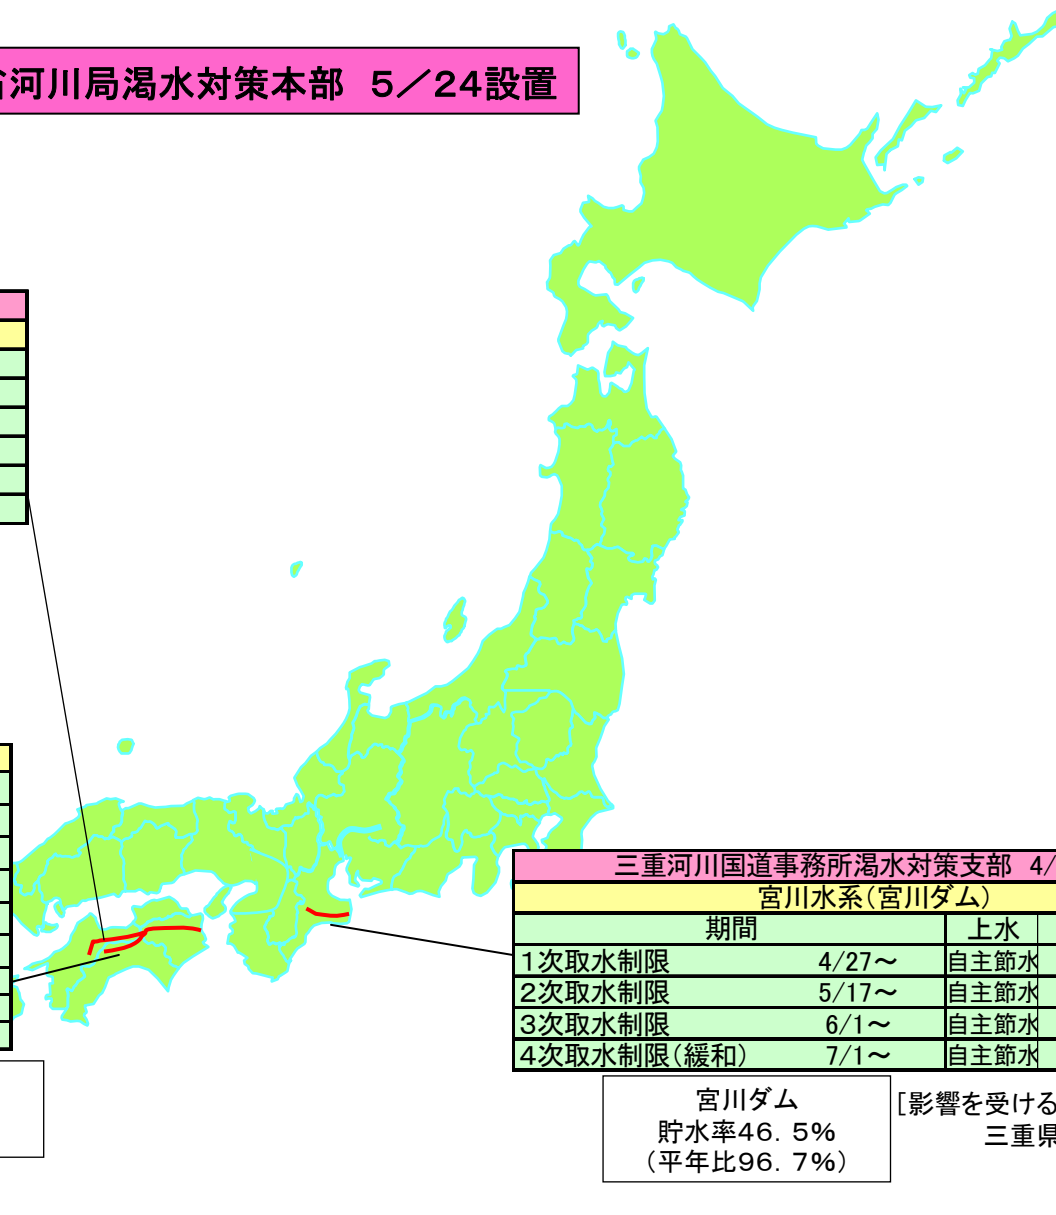 河川局渇水対策本部 5／24設置
三重河川国道事務所渇水対策支部 4/
宮川水系(宮川ダム)
期間 上水
1次取水制限 4/27～ 自主節水
2次取水制限 5/17～ 自主節水
3次取水制限 6/1～ 自主節水
4次取水制限(緩和) 7/1～ 自主節水
宮川ダム
貯水率46．5%
(平年比96．7%)
[影響を受ける
三重県